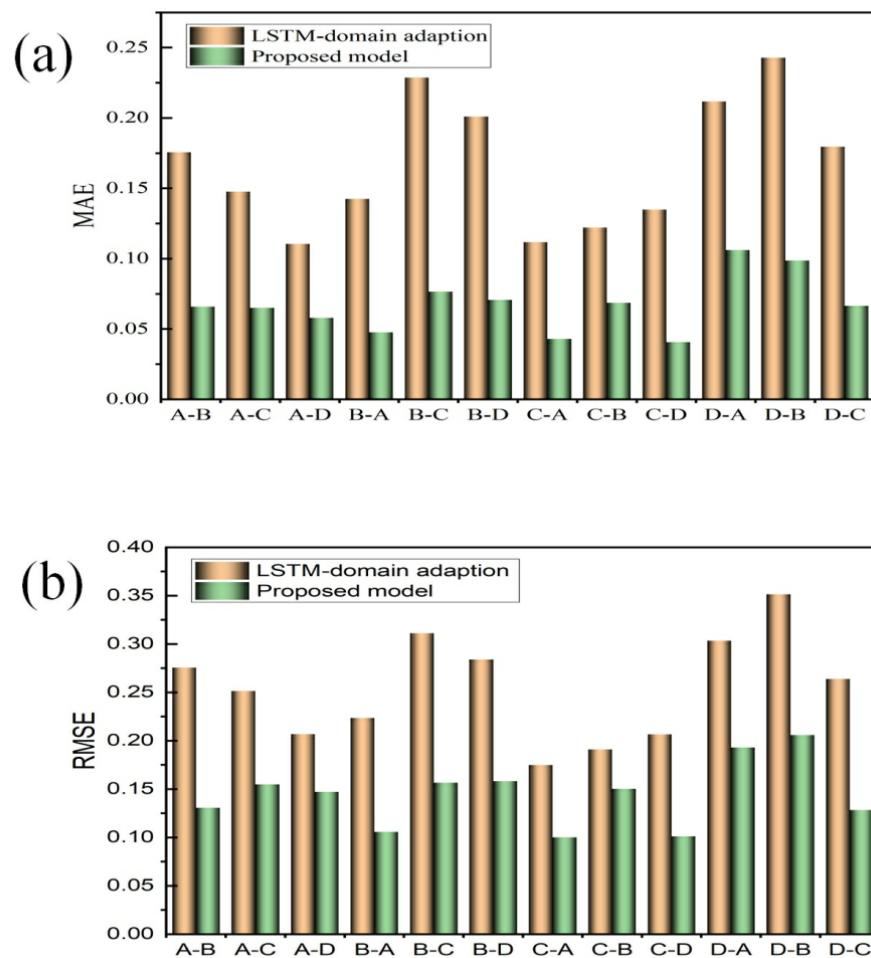 (a)
LSTM-domain adaption
Proposed model
MAE
0.25
0.20
0.15
0.10
0.05
0.00
A-B A-C A-D B-A B-C B-D C-A C-B C-D D-A D-B D-C
(b)
LSTM-domain adaption
Proposed model
RMSE
0.40
0.35
0.30
0.25
0.20
0.15
0.10
0.05
0.00
A-B A-C A-D B-A B-C B-D C-A C-B C-D D-A D-B D-C